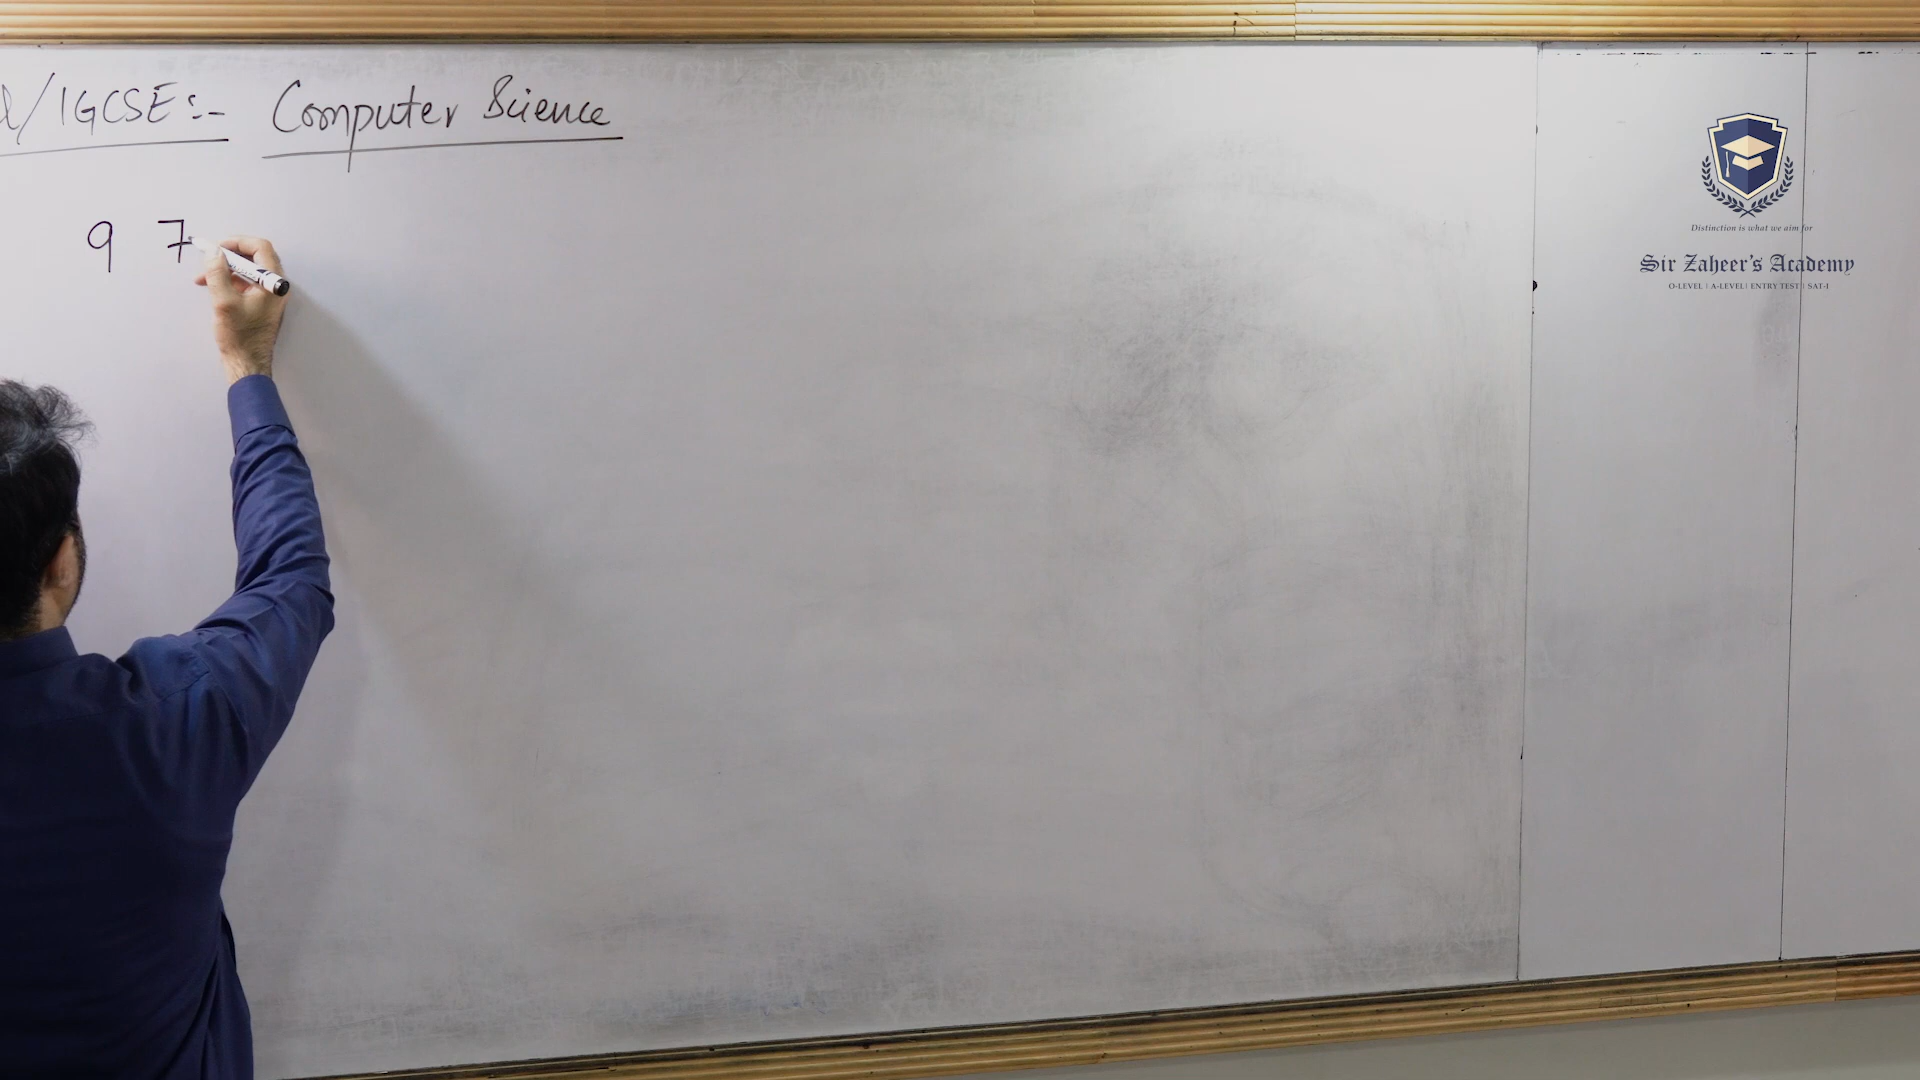 /IGCSE:- Computer Science
9 7
Distinction is what we aim for
Sir Zaheer's Academy
O-LEVEL | A-LEVEL | ENTRY TEST | SAT-I